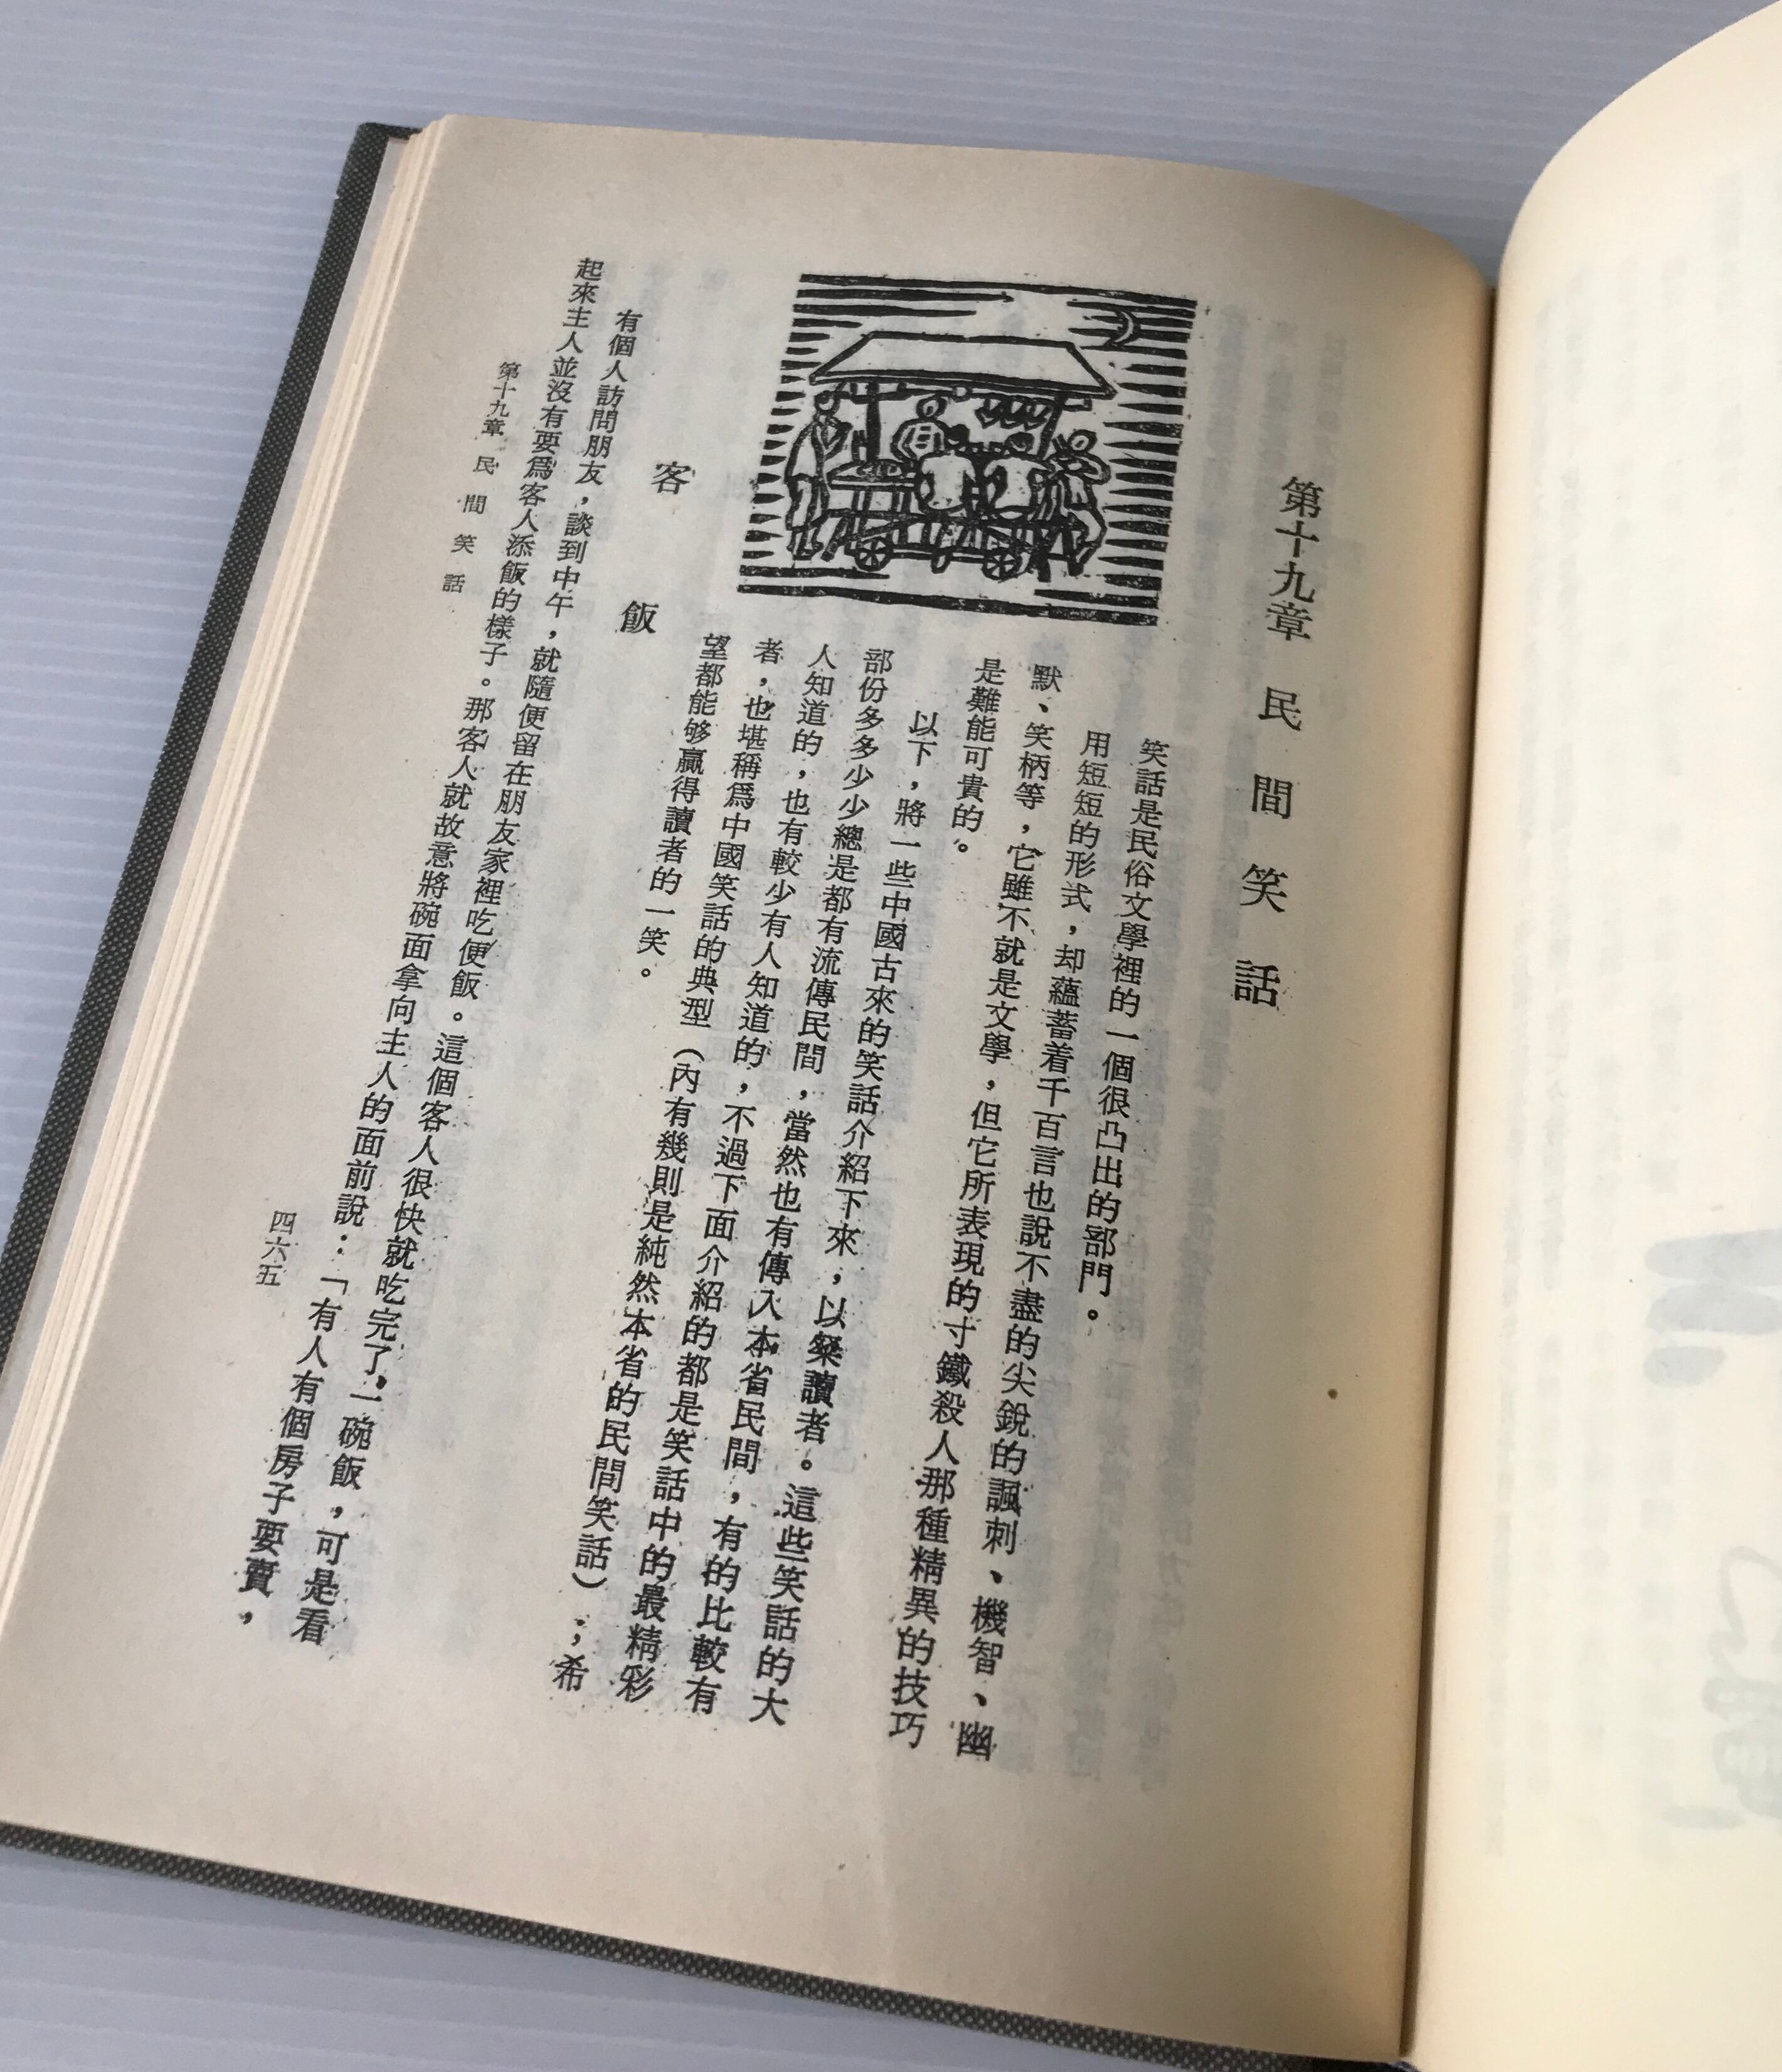 第十九章 民間笑話
笑話是民俗文學裡的一個很凸出的部門。
用短短的形式，却蘊蓄着千百言也說不盡的尖銳的諷刺、機智、幽
默、笑柄等，它雖不就是文學，但它所表現的寸鐵殺人那種精異的技巧
是難能可貴的。
以下，將一些中國古來的笑話介紹下來，以粲讀者。這些笑話的大
部份多多少少總是都有流傳民間，當然也有傳入本省民間，有的比較有
人知道的，也有較少有人知道的，不過下面介紹的都是笑話中的最精彩
者，也堪稱爲中國笑話的典型（內有幾則是純然本省的民間笑話）；希
望都能够贏得讀者的一笑。
客飯
有個人訪問朋友，談到中午，就隨便留在朋友家裡吃便飯。這個客人很快就吃完了一碗飯，可是看
起來主人並沒有要爲客人添飯的樣子。那客人就故意將碗面拿向主人的面前說：「有人有個房子要賣，
第十九章 民間笑話
四六五